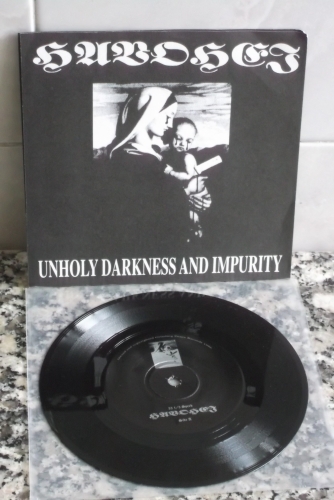 HAVOHEJ
UNHOLY DARKNESS AND IMPURITY
HAVOHEJ